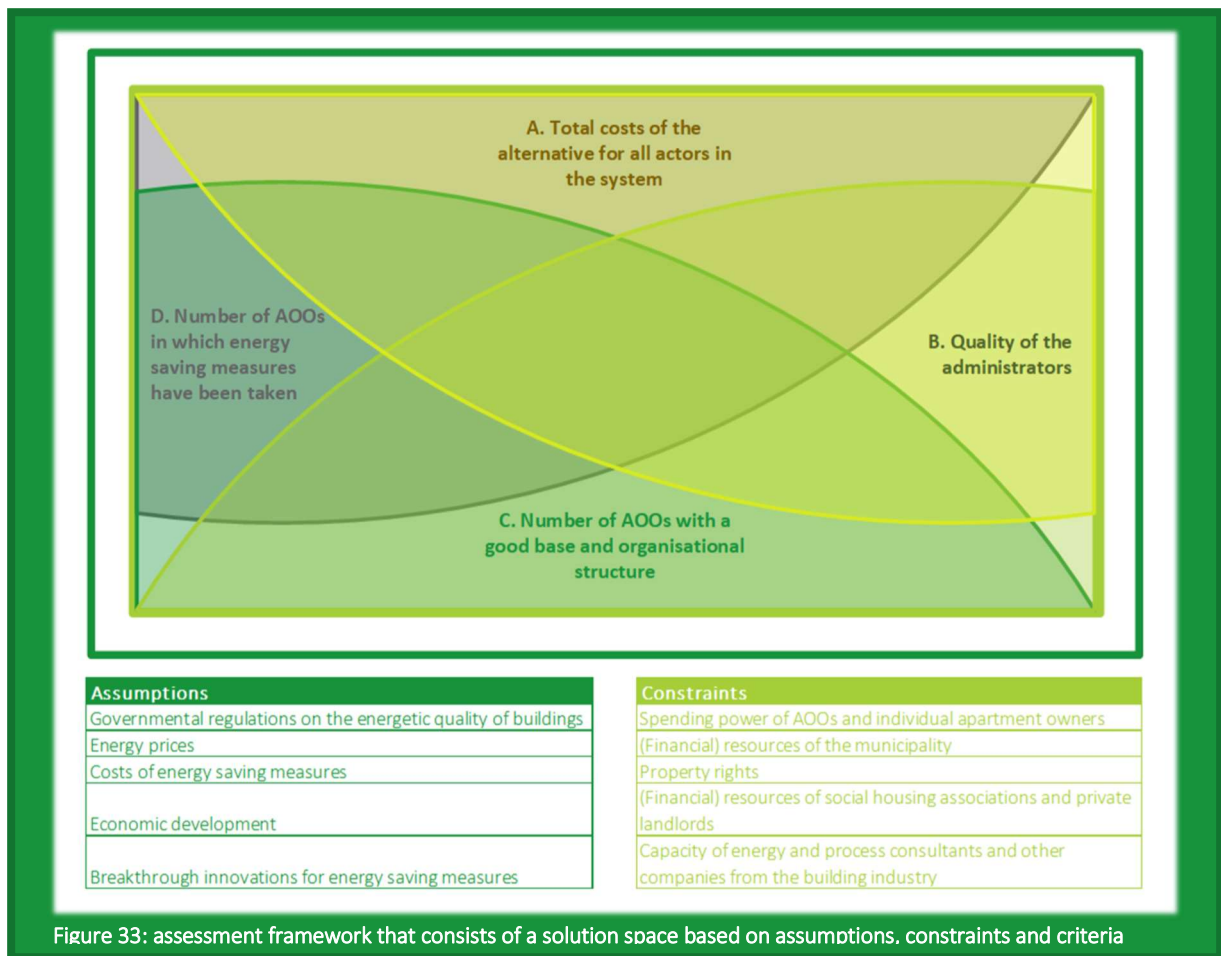 A. Total costs of the
alternative for all actors in
the system
D. Number of AOOs
in which energy
saving measures
have been taken
B. Quality of the
administrators
C. Number of AOOs with a
good base and organisational
structure
Assumptions
Governmental regulations on the energetic quality of buildings
Energy prices
Costs of energy saving measures
Economic development
Breakthrough innovations for energy saving measures
Constraints
Spending power of AOOs and individual apartment owners
(Financial) resources of the municipality
Property rights
(Financial) resources of social housing associations and private
landlords
Capacity of energy and process consultants and other
companies from the building industry
Figure 33: assessment framework that consists of a solution space based on assumptions, constraints and criteria